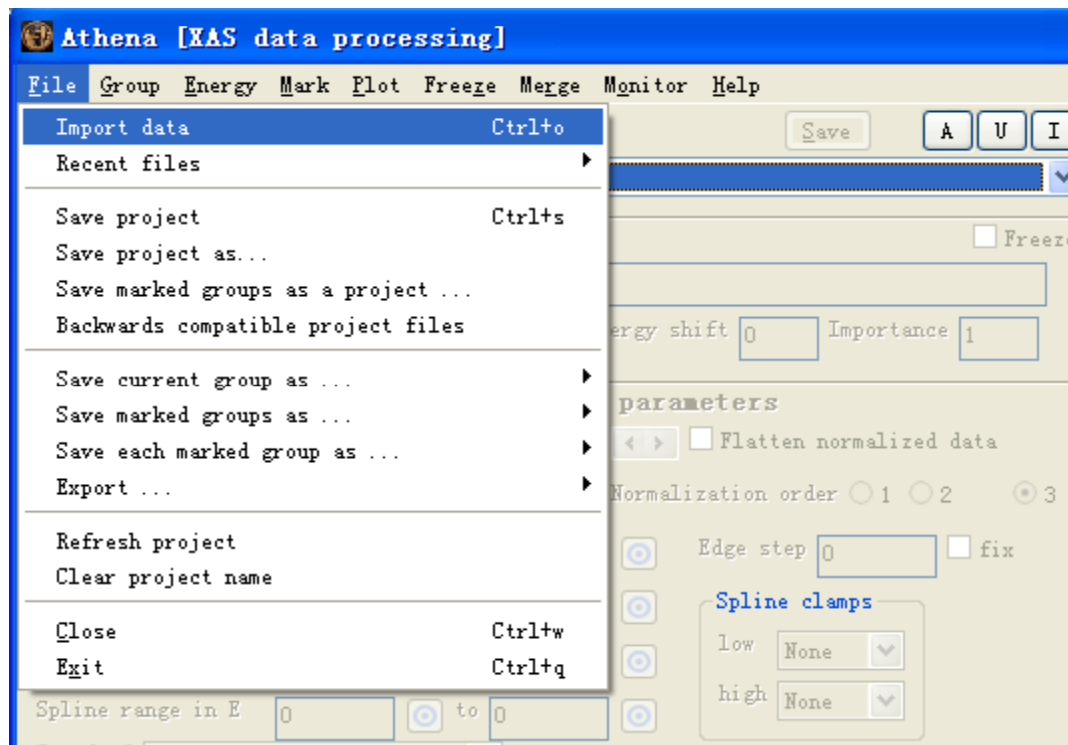 Athena [XAS data processing]
File Group Energy Mark Plot Freeze Merge Monitor Help
Import data Ctrl+o
Save A U I
Recent files
Save project Ctrl+s
Freeze
Save project as...
Save marked groups as a project ...
Backwards compatible project files
ergy shift 0 Importance 1
Save current group as ...
parameters
Save marked groups as ...
Flatten normalized data
Save each marked group as ...
Export ...
Normalization order 1 2 3
Refresh project
Edge step 0 fix
Clear project name
Spline clamps
Close Ctrl+w
low None
Exit Ctrl+q
high None
Spline range in E 0 to 0